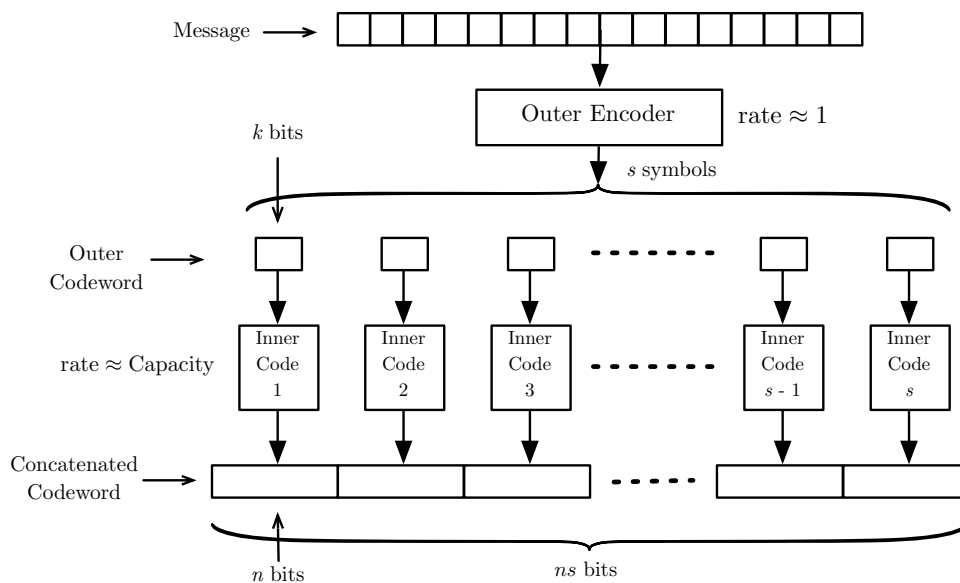 Message
Outer Encoder
rate ≈ 1
k bits
s symbols
Outer
Codeword
rate ≈ Capacity
Inner
Code
1
Inner
Code
2
Inner
Code
3
Inner
Code
s - 1
Inner
Code
s
Concatenated
Codeword
n bits
ns bits